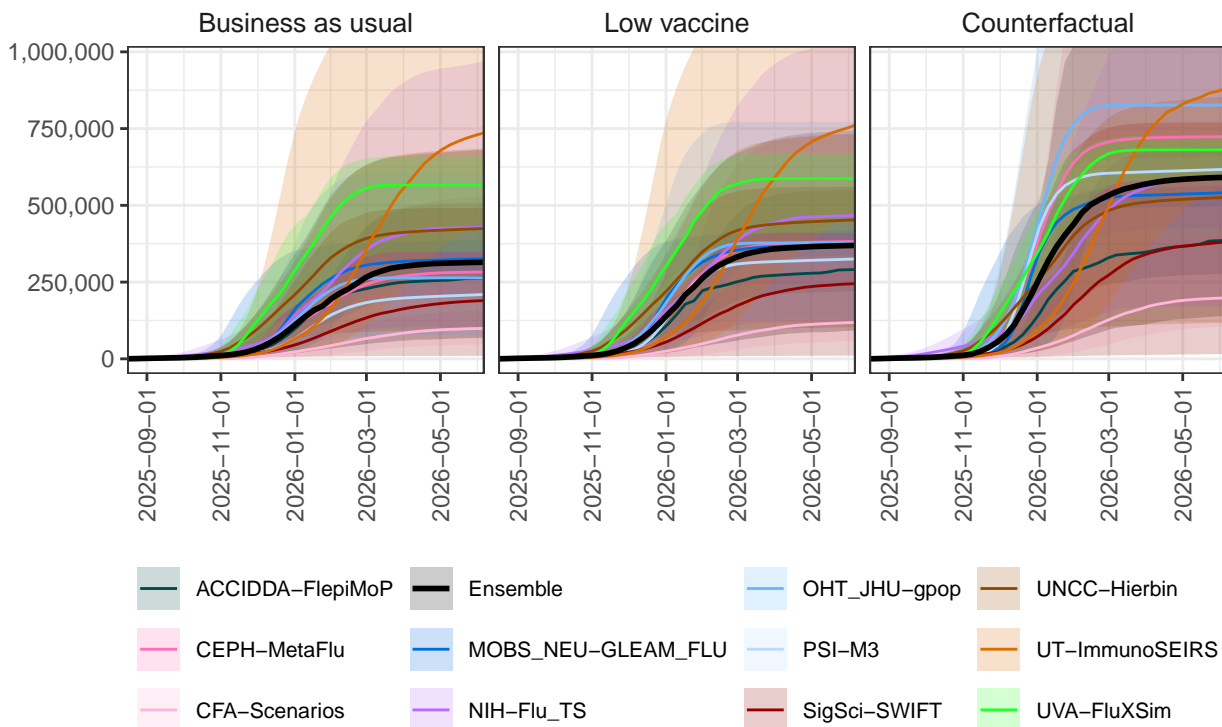 Business as usual Low vaccine Counterfactual
1,000,000
750,000
500,000
250,000
0
2025−09−01 2025−11−01 2026−01−01 2026−03−01 2026−05−01 2025−09−01 2025−11−01 2026−01−01 2026−03−01 2026−05−01 2025−09−01 2025−11−01 2026−01−01 2026−03−01 2026−05−01
ACCIDDA−FlepiMoP Ensemble OHT_JHU−gpop UNCC−Hierbin
CEPH−MetaFlu MOBS_NEU−GLEAM_FLU PSI−M3 UT−ImmunoSEIRS
CFA−Scenarios NIH−Flu_TS SigSci−SWIFT UVA−FluXSim